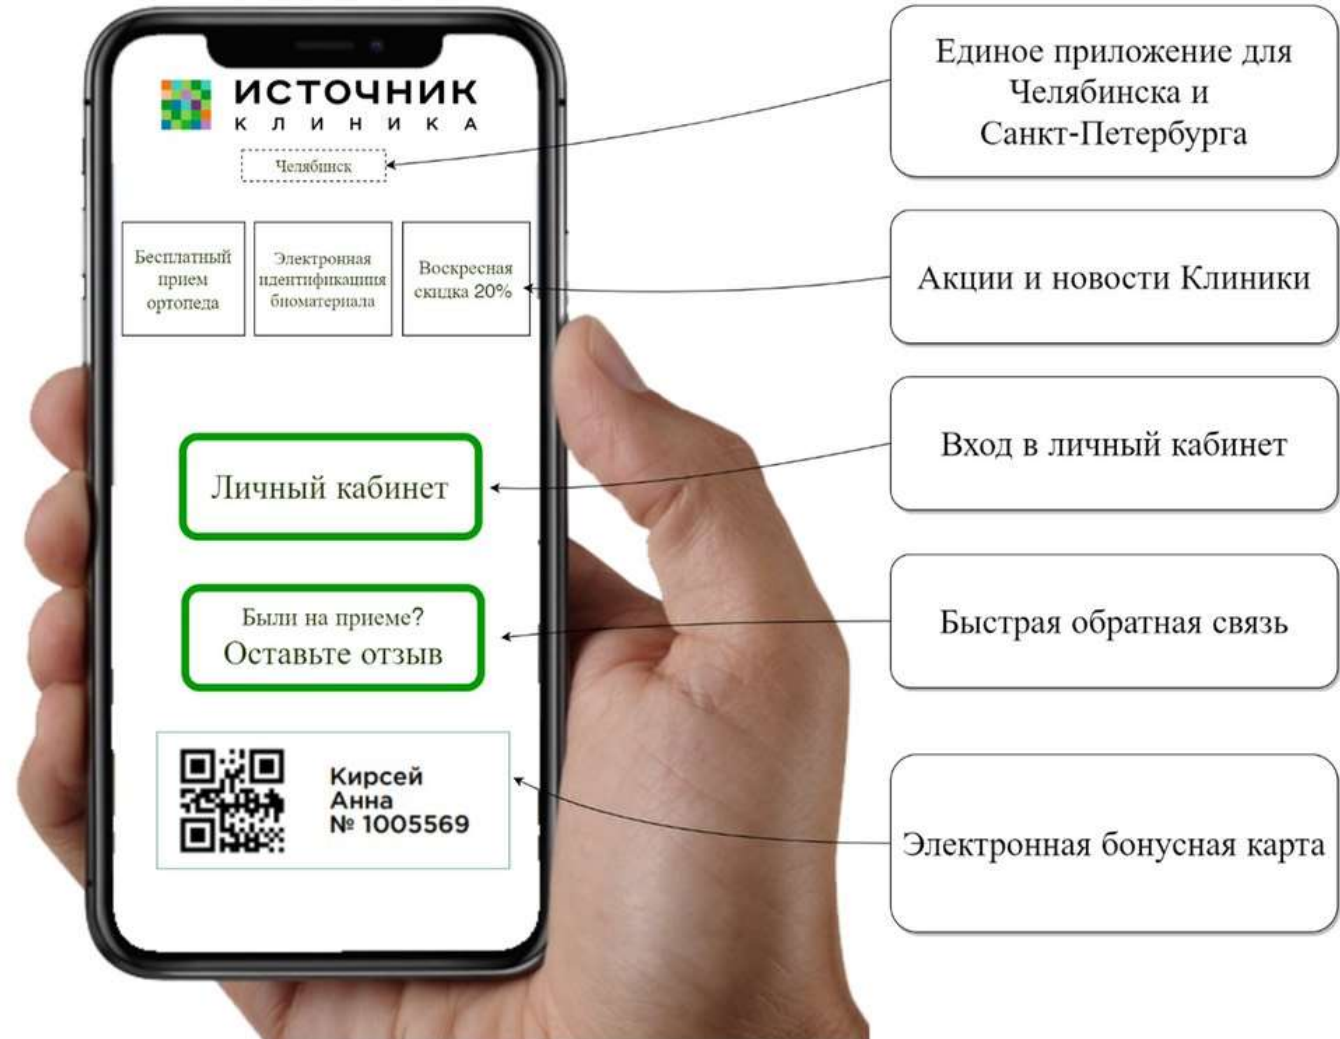 ИСТОЧНИК
КЛИНИКА
Челябинск
Бесплатный
прием
ортопеда
Электронная
идентификациия
биоматериала
Воскресная
скидка 20%
Личный кабинет
Были на приеме?
Оставьте отзыв
Кирсей
Анна
№ 1005569
Единое приложение для
Челябинска и
Санкт-Петербурга
Акции и новости Клиники
Вход в личный кабинет
Быстрая обратная связь
Электронная бонусная карта